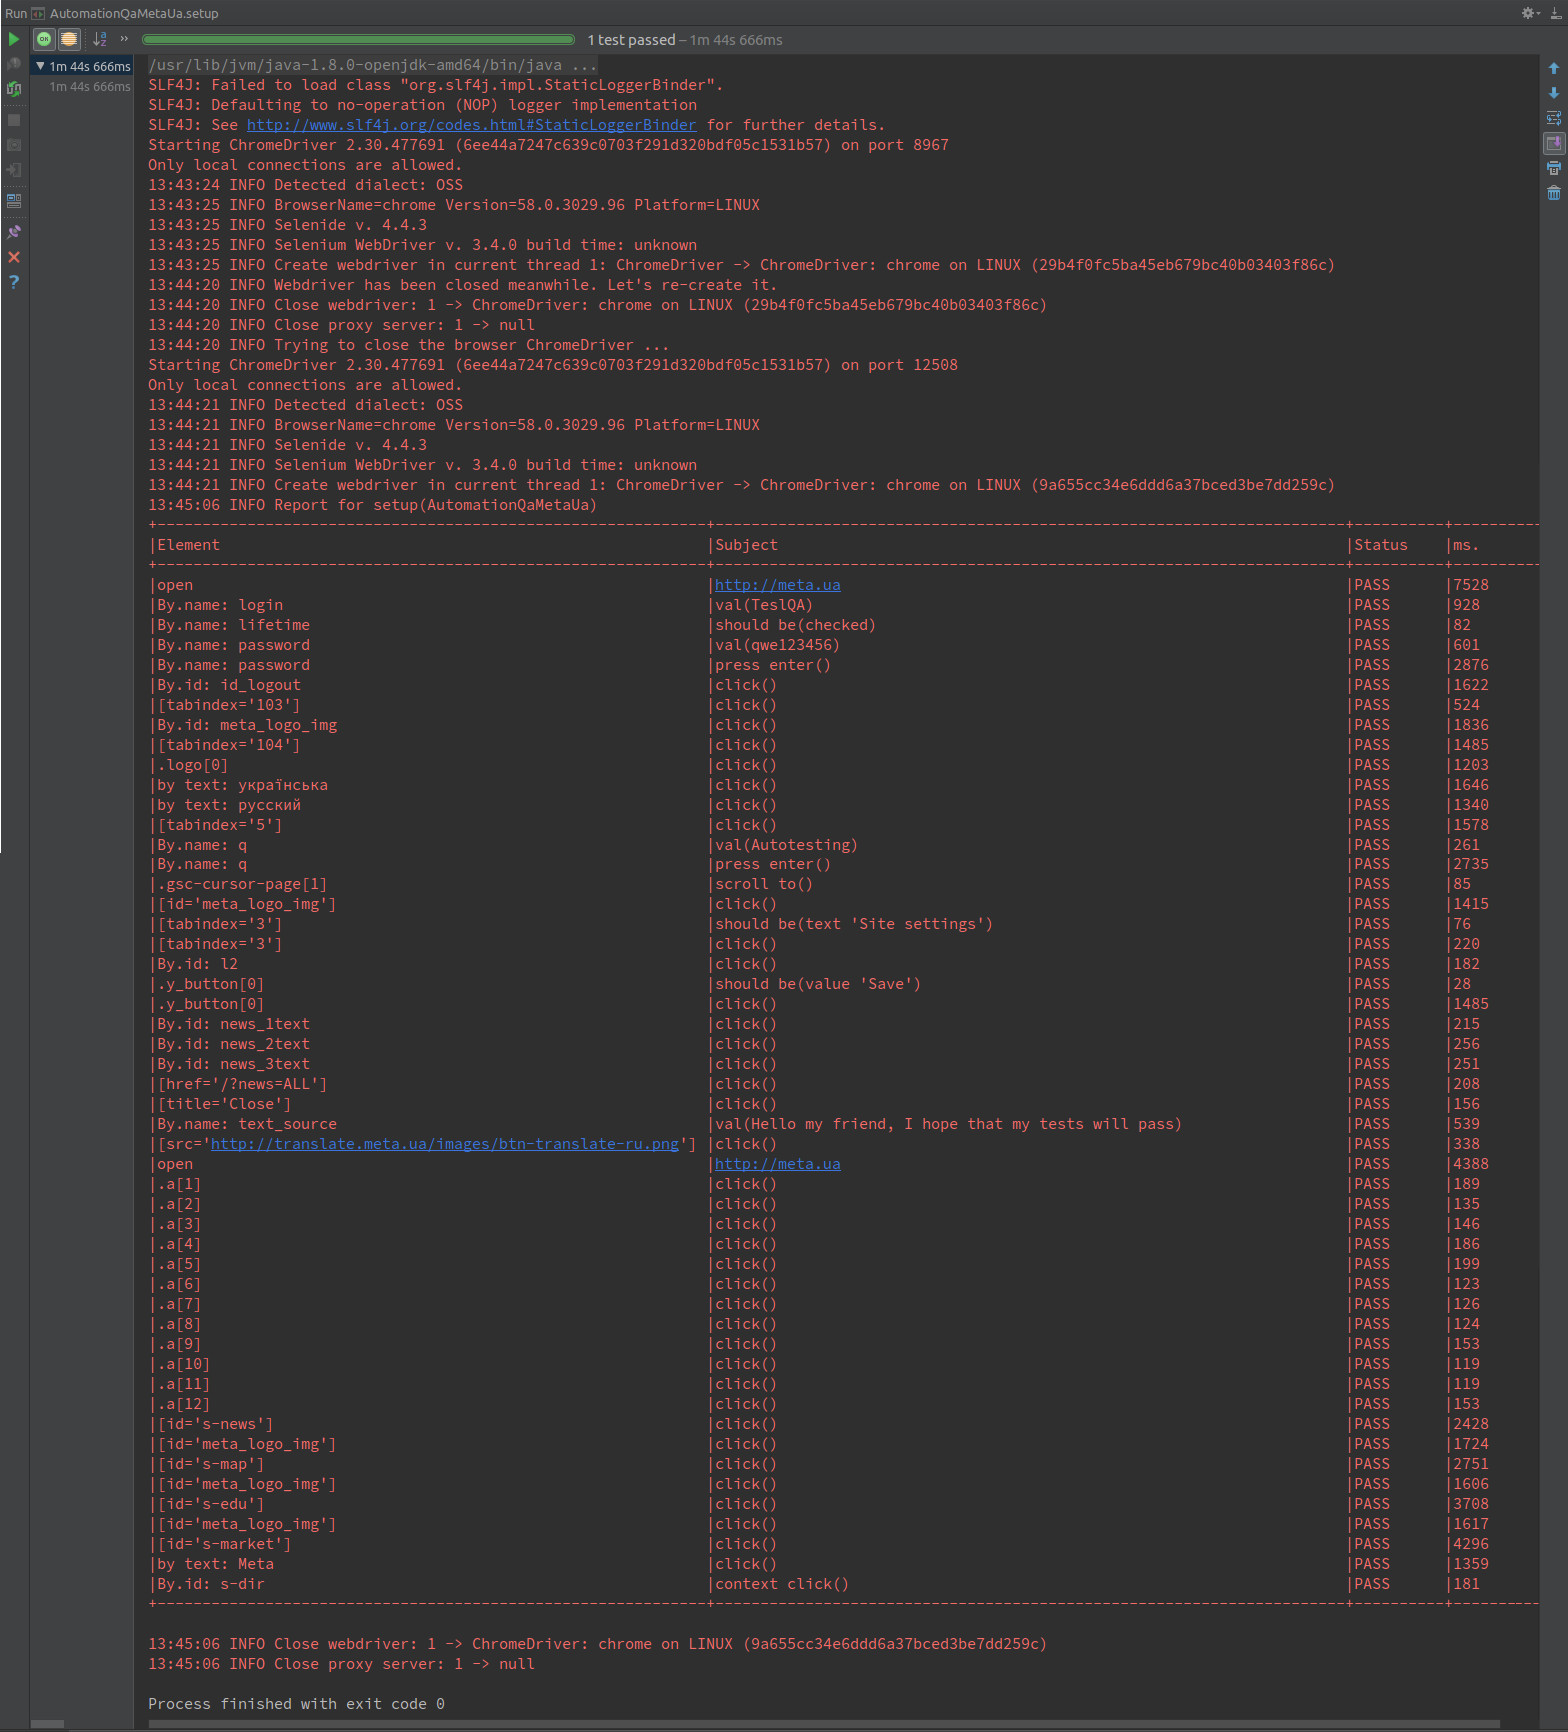 Run AutomationQaMetaUa.setup
1 test passed – 1m 44s 666ms
1m 44s 666ms
1m 44s 666ms
/usr/lib/jvm/java-1.8.0-openjdk-amd64/bin/java ...
SLF4J: Failed to load class "org.slf4j.impl.StaticLoggerBinder".
SLF4J: Defaulting to no-operation (NOP) logger implementation
SLF4J: See http://www.slf4j.org/codes.html#StaticLoggerBinder for further details.
Starting ChromeDriver 2.30.477691 (6ee44a7247c639c0703f291d320bdf05c1531b57) on port 8967
Only local connections are allowed.
13:43:24 INFO Detected dialect: OSS
13:43:25 INFO BrowserName=chrome Version=58.0.3029.96 Platform=LINUX
13:43:25 INFO Selenide v. 4.4.3
13:43:25 INFO Selenium WebDriver v. 3.4.0 build time: unknown
13:43:25 INFO Create webdriver in current thread 1: ChromeDriver -> ChromeDriver: chrome on LINUX (29b4f0fc5ba45eb679bc40b03403f86c)
13:44:20 INFO Webdriver has been closed meanwhile. Let's re-create it.
13:44:20 INFO Close webdriver: 1 -> ChromeDriver: chrome on LINUX (29b4f0fc5ba45eb679bc40b03403f86c)
13:44:20 INFO Close proxy server: 1 -> null
13:44:20 INFO Trying to close the browser ChromeDriver ...
Starting ChromeDriver 2.30.477691 (6ee44a7247c639c0703f291d320bdf05c1531b57) on port 12508
Only local connections are allowed.
13:44:21 INFO Detected dialect: OSS
13:44:21 INFO BrowserName=chrome Version=58.0.3029.96 Platform=LINUX
13:44:21 INFO Selenide v. 4.4.3
13:44:21 INFO Selenium WebDriver v. 3.4.0 build time: unknown
13:44:21 INFO Create webdriver in current thread 1: ChromeDriver -> ChromeDriver: chrome on LINUX (9a655cc34e6ddd6a37bced3be7dd259c)
13:45:06 INFO Report for setup(AutomationQaMetaUa)
|Element |Subject |Status |ms.
|open |http://meta.ua |PASS |7528
|By.name: login |val(TeslQA) |PASS |928
|By.name: lifetime |should be(checked) |PASS |82
|By.name: password |val(qwe123456) |PASS |601
|By.name: password |press enter() |PASS |2876
|By.id: id_logout |click() |PASS |1622
|[tabindex='103'] |click() |PASS |524
|By.id: meta_logo_img |click() |PASS |1836
|[tabindex='104'] |click() |PASS |1485
|.logo[0] |click() |PASS |1203
|by text: українська |click() |PASS |1646
|by text: русский |click() |PASS |1340
|[tabindex='5'] |click() |PASS |1578
|By.name: q |val(Autotesting) |PASS |261
|By.name: q |press enter() |PASS |2735
|.gsc-cursor-page[1] |scroll to() |PASS |85
|[id='meta_logo_img'] |click() |PASS |1415
|[tabindex='3'] |should be(text 'Site settings') |PASS |76
|[tabindex='3'] |click() |PASS |220
|By.id: l2 |click() |PASS |182
|.y_button[0] |should be(value 'Save') |PASS |28
|.y_button[0] |click() |PASS |1485
|By.id: news_1text |click() |PASS |215
|By.id: news_2text |click() |PASS |256
|By.id: news_3text |click() |PASS |251
|[href='/?news=ALL'] |click() |PASS |208
|[title='Close'] |click() |PASS |156
|By.name: text_source |val(Hello my friend, I hope that my tests will pass) |PASS |539
|[src='http://translate.meta.ua/images/btn-translate-ru.png'] |click() |PASS |338
|open |http://meta.ua |PASS |4388
|.a[1] |click() |PASS |189
|.a[2] |click() |PASS |135
|.a[3] |click() |PASS |146
|.a[4] |click() |PASS |186
|.a[5] |click() |PASS |199
|.a[6] |click() |PASS |123
|.a[7] |click() |PASS |126
|.a[8] |click() |PASS |124
|.a[9] |click() |PASS |153
|.a[10] |click() |PASS |119
|.a[11] |click() |PASS |119
|.a[12] |click() |PASS |153
|[id='s-news'] |click() |PASS |2428
|[id='meta_logo_img'] |click() |PASS |1724
|[id='s-map'] |click() |PASS |2751
|[id='meta_logo_img'] |click() |PASS |1606
|[id='s-edu'] |click() |PASS |3708
|[id='meta_logo_img'] |click() |PASS |1617
|[id='s-market'] |click() |PASS |4296
|by text: Meta |click() |PASS |1359
|By.id: s-dir |context click() |PASS |181
13:45:06 INFO Close webdriver: 1 -> ChromeDriver: chrome on LINUX (9a655cc34e6ddd6a37bced3be7dd259c)
13:45:06 INFO Close proxy server: 1 -> null
Process finished with exit code 0